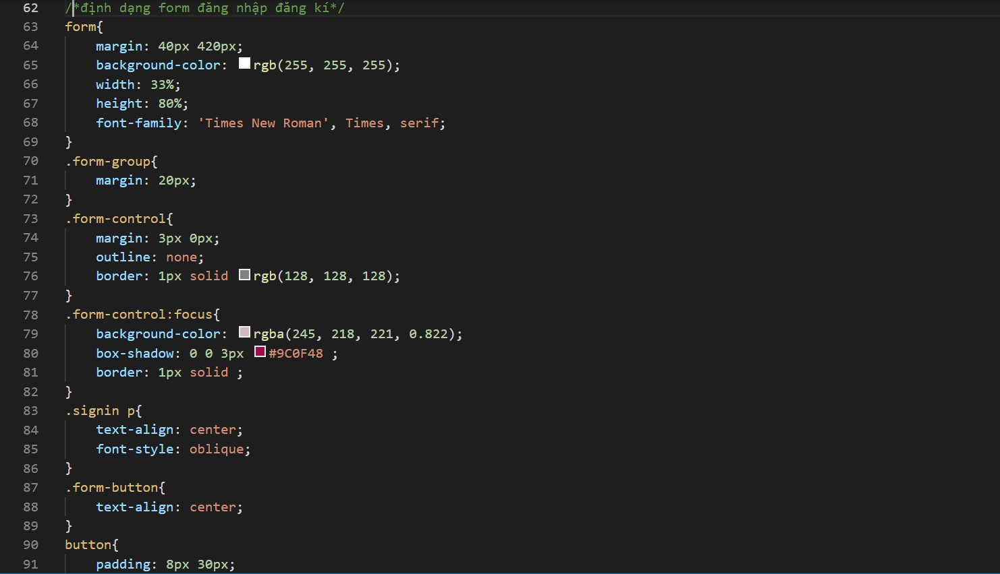 62 /*định dạng form đăng nhập đăng kí*/
63 form{
64 margin: 40px 420px;
65 background-color: rgb(255, 255, 255);
66 width: 33%;
67 height: 80%;
68 font-family: 'Times New Roman', Times, serif;
69 }
70 .form-group{
71 margin: 20px;
72 }
73 .form-control{
74 margin: 3px 0px;
75 outline: none;
76 border: 1px solid rgb(128, 128, 128);
77 }
78 .form-control:focus{
79 background-color: rgba(245, 218, 221, 0.822);
80 box-shadow: 0 0 3px #9C0F48 ;
81 border: 1px solid ;
82 }
83 .signin p{
84 text-align: center;
85 font-style: oblique;
86 }
87 .form-button{
88 text-align: center;
89 }
90 button{
91 padding: 8px 30px;